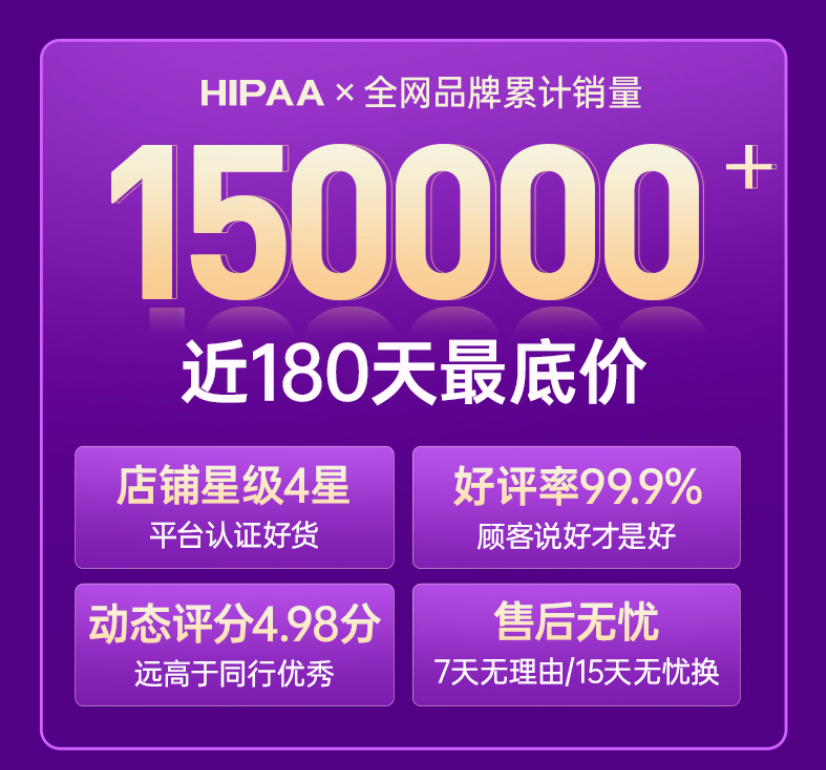 HIPAA × 全网品牌累计销量
150000+
近180天最底价
店铺星级4星
平台认证好货
好评率99.9%
顾客说好才是好
动态评分4.98分
远高于同行优秀
售后无忧
7天无理由/15天无忧换